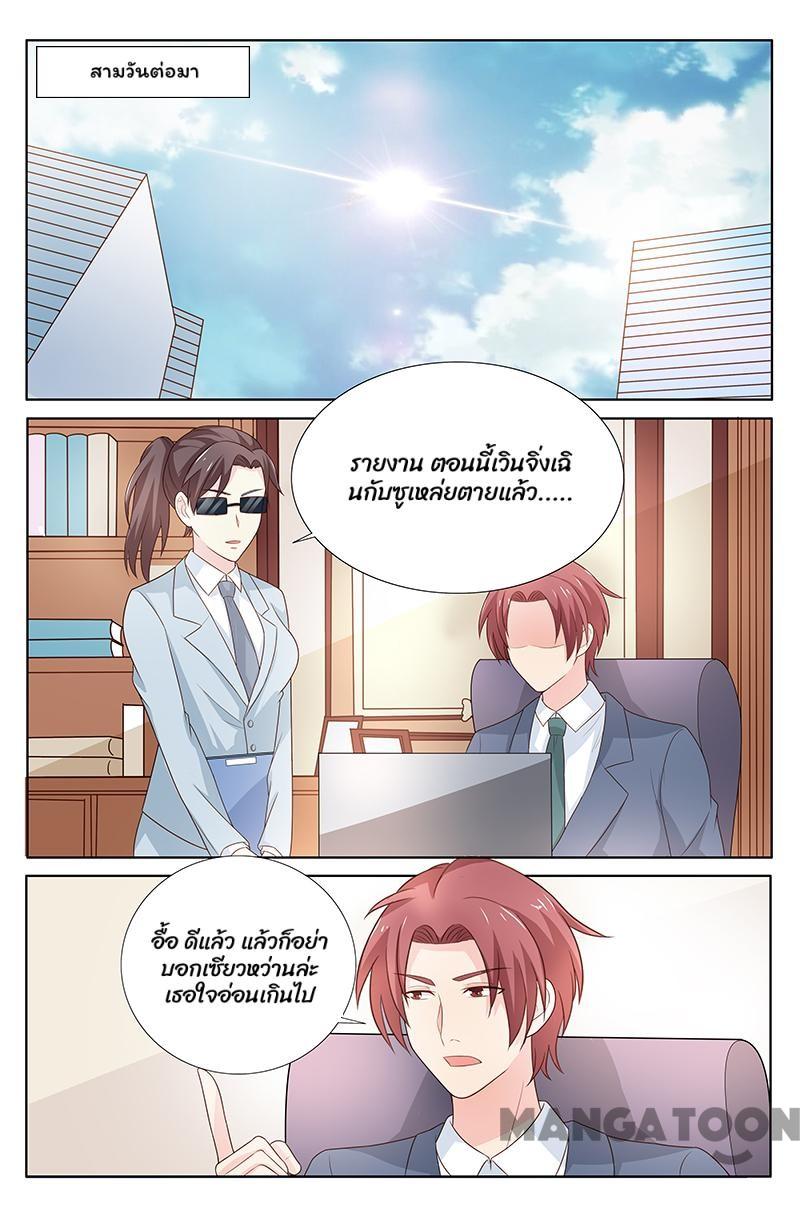 สามวันต่อมา
รายงาน ตอนนี้เวินจิ่งเฉิ
นกับซูเหล่ยตายแล้ว.....
อื้อ ดีแล้ว แล้วก็อย่า
บอกเซียวหว่านล่ะ
เธอใจอ่อนเกินไป
MANGATOON